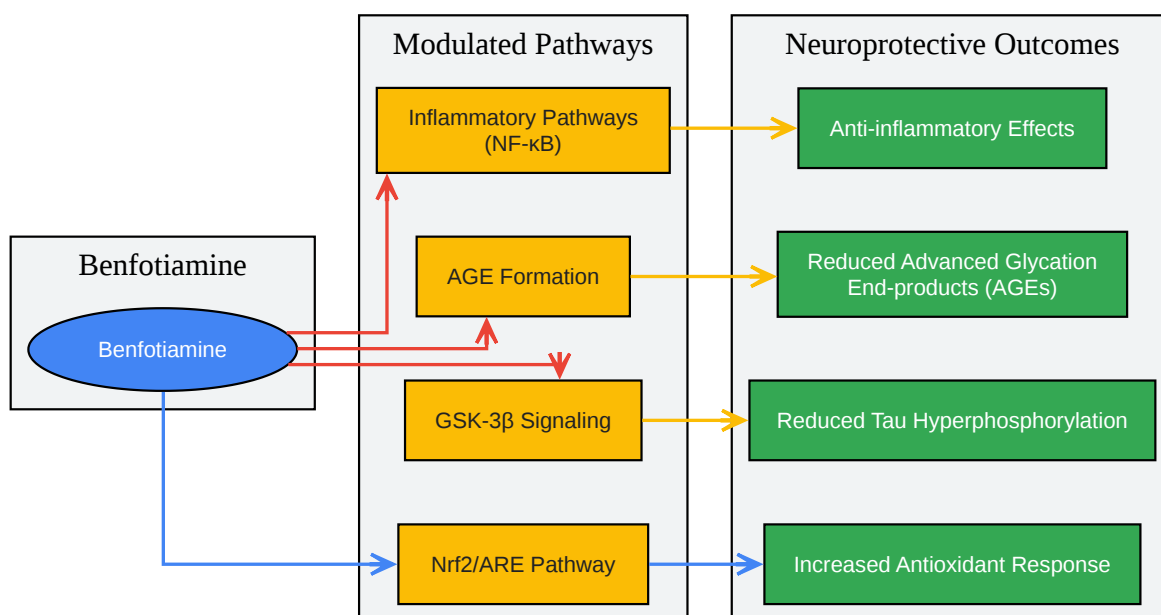 Modulated Pathways
Neuroprotective Outcomes
Inflammatory Pathways
(NF-κB)
Anti-inflammatory Effects
Benfotiamine
AGE Formation
Reduced Advanced Glycation
End-products (AGEs)
Benfotiamine
GSK-3β Signaling
Reduced Tau Hyperphosphorylation
Nrf2/ARE Pathway
Increased Antioxidant Response